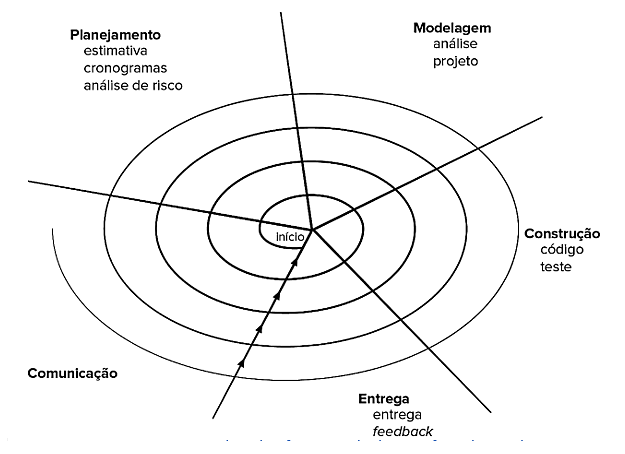 Planejamento
estimativa
cronogramas
análise de risco
Modelagem
análise
projeto
início
Construção
código
teste
Comunicação
Entrega
entrega
feedback